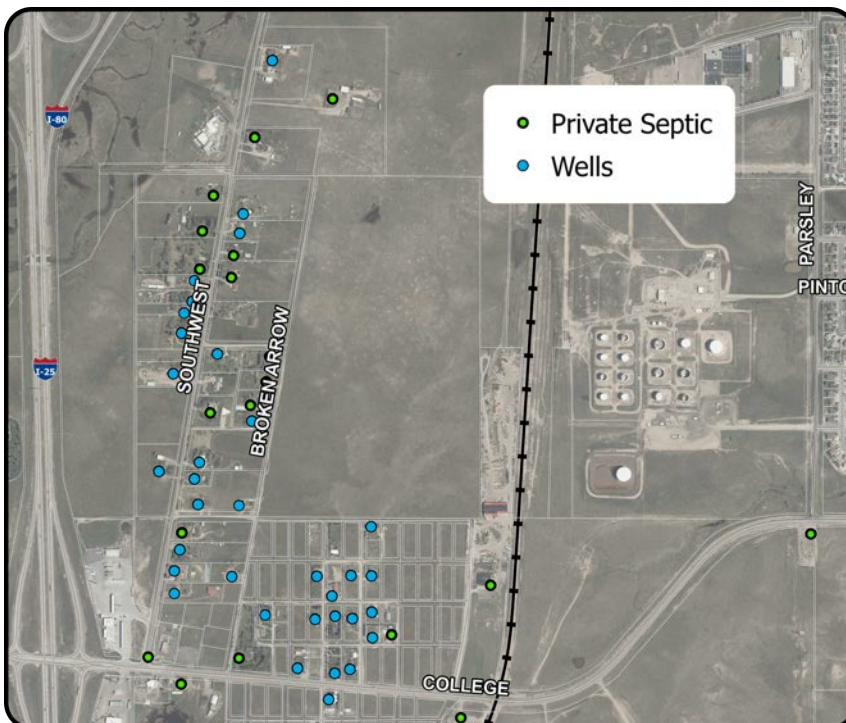 I-80
Private Septic
Wells
PARSLEY
PINTO
SOUTHWEST
BROKEN ARROW
I-25
COLLEGE